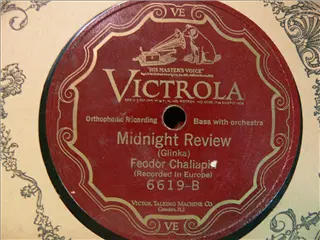 VE
"HIS MASTER'S VOICE"
VICTROLA
Orthophonic Recording Bass with orchestra
Midnight Review
(Glinka)
Feodor Chaliapin
(Recorded in Europe)
6619-B
VICTOR TALKING MACHINE CO.
Camden, N.J.
VE